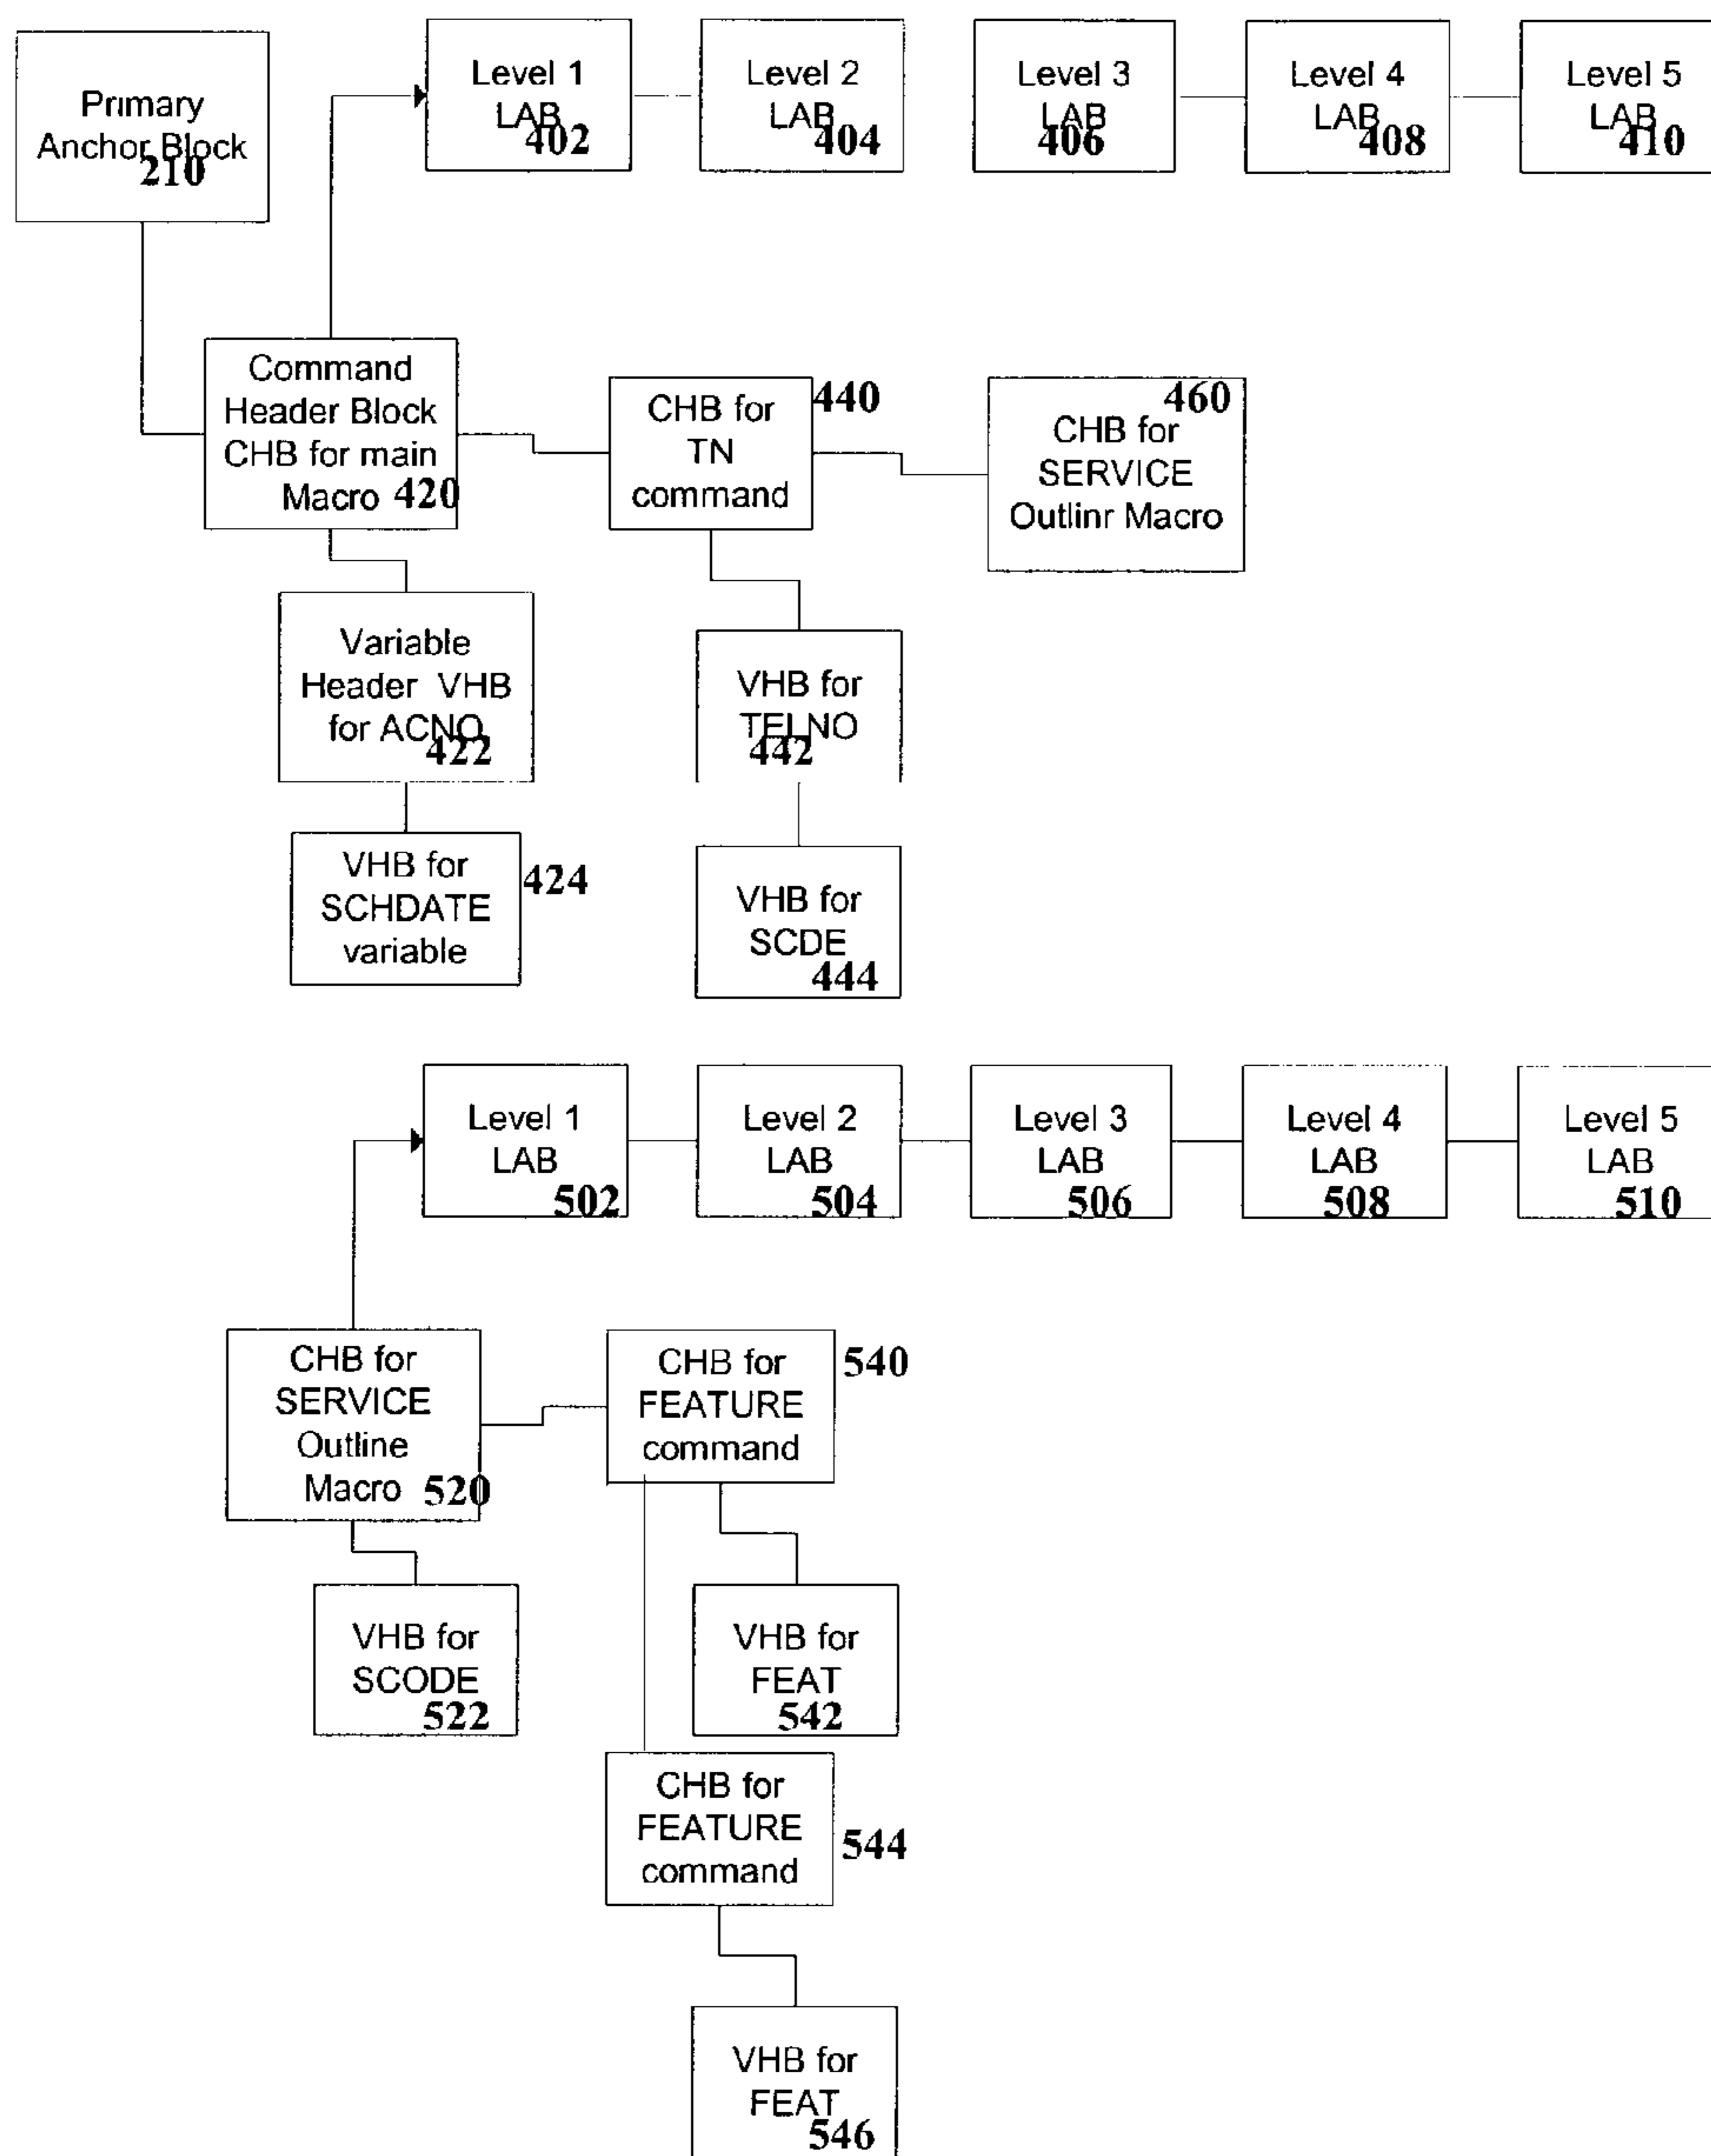 Primary
Anchor Block
210
Level 1
LAB
402
Level 2
LAB
404
Level 3
LAB
406
Level 4
LAB
408
Level 5
LAB
410
Command
Header Block
CHB for main
Macro 420
CHB for
TN
command
440
460
CHB for
SERVICE
Outlinr Macro
Variable
Header VHB
for ACNO
422
VHB for
TELNO
442
VHB for
SCHDATE
variable
424
VHB for
SCDE
444
Level 1
LAB
502
Level 2
LAB
504
Level 3
LAB
506
Level 4
LAB
508
Level 5
LAB
510
CHB for
SERVICE
Outline
Macro 520
CHB for
FEATURE
command
540
VHB for
SCODE
522
VHB for
FEAT
542
CHB for
FEATURE
command
544
VHB for
FEAT
546